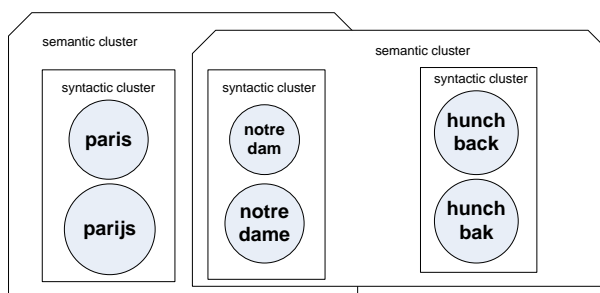 semantic cluster
semantic cluster
syntactic cluster
paris
parijs
syntactic cluster
notre
dam
notre
dame
syntactic cluster
hunch
back
hunch
bak